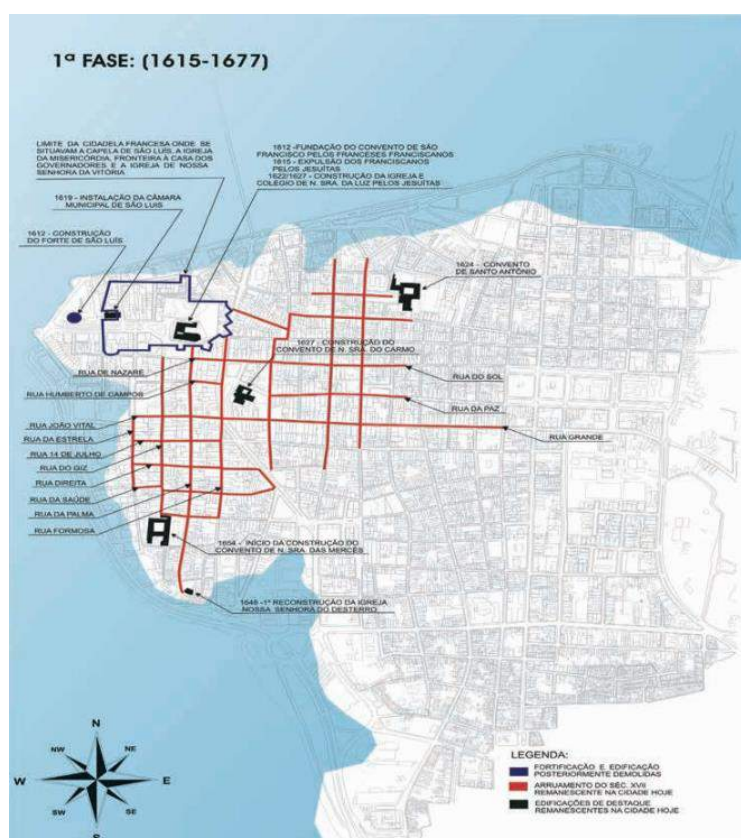 1ª FASE: (1615-1677)
LIMITE DA CIDADELA FRANCESA ONDE SE
SITUAVAM A CAPELA DE SÃO LUÍS, A IGREJA
DA MISERICÓRDIA, FRONTEIRA À CASA DOS
GOVERNADORES E A IGREJA DE NOSSA
SENHORA DA VITÓRIA
1612 -FUNDAÇÃO DO CONVENTO DE SÃO
FRANCISCO PELOS FRANCESES FRANCISCANOS
1615 - EXPULSÃO DOS FRANCISCANOS
PELOS JESUÍTAS
1622/1627 - CONSTRUÇÃO DA IGREJA E
COLÉGIO DE N. SRA. DA LUZ PELOS JESUÍTAS
1619 - INSTALAÇÃO DA CÂMARA
MUNICIPAL DE SÃO LUIS
1612 - CONSTRUÇÃO
DO FORTE DE SÃO LUÍS
1624 - CONVENTO
DE SANTO ANTÔNIO
1627 - CONSTRUÇÃO DO
CONVENTO DE N. SRA. DO CARMO
RUA DE NAZARÉ
RUA DO SOL
RUA HUMBERTO DE CAMPOS
RUA DA PAZ
RUA JOÃO VITAL
RUA GRANDE
RUA DA ESTRELA
RUA 14 DE JULHO
RUA DO GIZ
RUA DIREITA
RUA DA SAÚDE
RUA DA PALMA
RUA FORMOSA
1654 - INÍCIO DA CONSTRUÇÃO DO
CONVENTO DE N. SRA. DAS MERCÊS
1648 -1ª RECONSTRUÇÃO DA IGREJA
NOSSA SENHORA DO DESTERRO
N
NW
NE
W
E
SW
SE
S
LEGENDA:
FORTIFICAÇÃO E EDIFICAÇÃO
POSTERIORMENTE DEMOLIDAS
ARRUAMENTO DO SÉC. XVII
REMANESCENTE NA CIDADE HOJE
EDIFICAÇÕES DE DESTAQUE
REMANESCENTES NA CIDADE HOJE